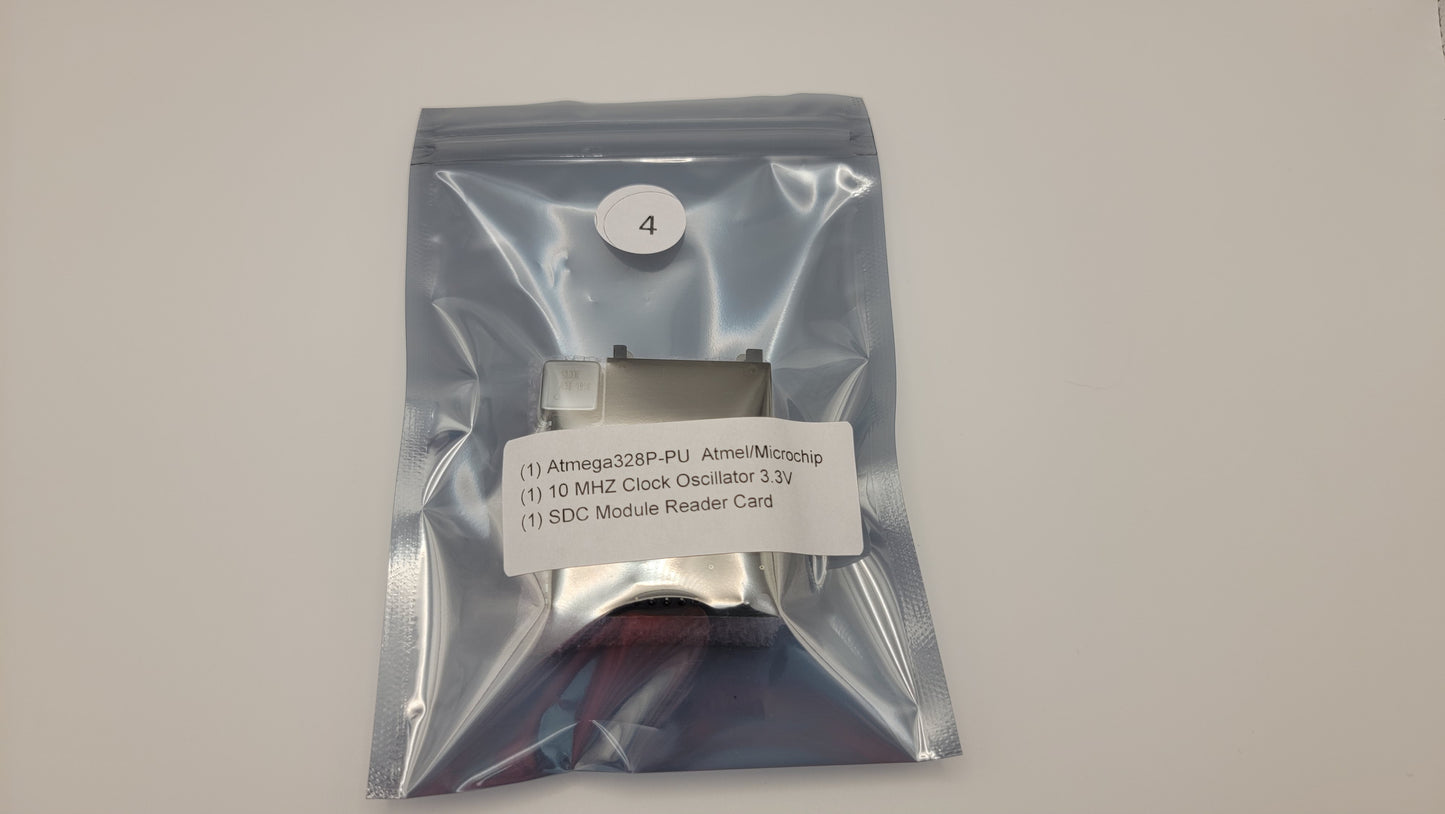 4
(1) Atmega328P-PU Atmel/Microchip
(1) 10 MHZ Clock Oscillator 3.3V
(1) SDC Module Reader Card